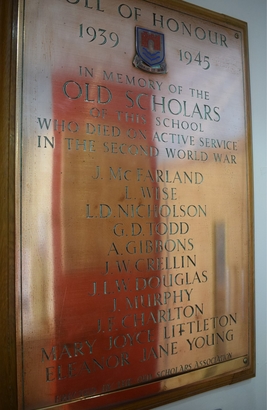 ROLL OF HONOUR
1939 1945
IN MEMORY OF THE
OLD SCHOLARS
OF THIS SCHOOL
WHO DIED ON ACTIVE SERVICE
IN THE SECOND WORLD WAR
J. MCFARLAND
L. WISE
L.D. NICHOLSON
G.D. TODD
A. GIBBONS
J.W. CBELLIN
J.E.W. DOUGLAS
J. MURPHY
CHARLTON
MARY JOYCE LITTLETON
ELEANOR JANE YOUNG
SCHOLARS ASSOCIATION